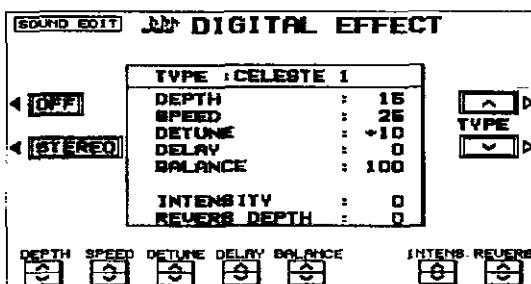 SOUND EDIT DIGITAL EFFECT
TYPE : CELESTE 1
OFF
DEPTH : 15
SPEED : 25
TYPE
DETUNE : +10
STEREO
DELAY : 0
BALANCE : 100
INTENSITY : 0
REVERB DEPTH : 0
DEPTH SPEED DETUNE DELAY BALANCE INTENS. REVERB